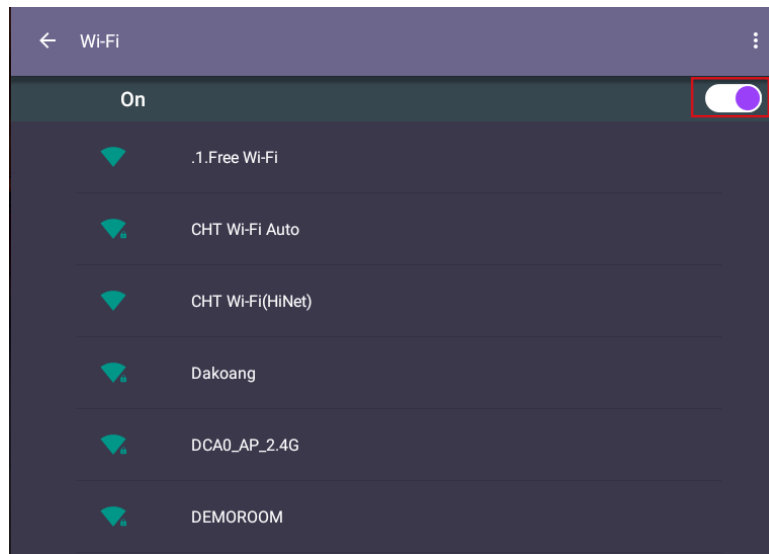 Wi-Fi
On
.1.Free Wi-Fi
CHT Wi-Fi Auto
CHT Wi-Fi(HiNet)
Dakoang
DCA0_AP_2.4G
DEMOROOM